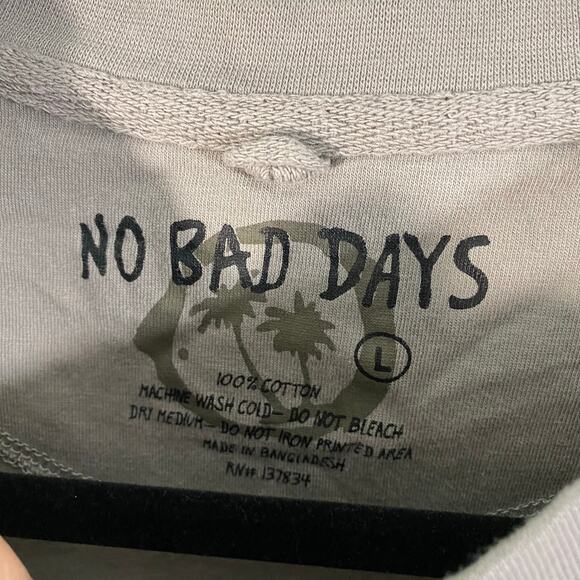 NO BAD DAYS
L
100% COTTON
MACHINE WASH COLD— DO NOT BLEACH
DRY MEDIUM— DO NOT IRON PRINTED AREA
MADE IN BANGLADESH
RN# 137834